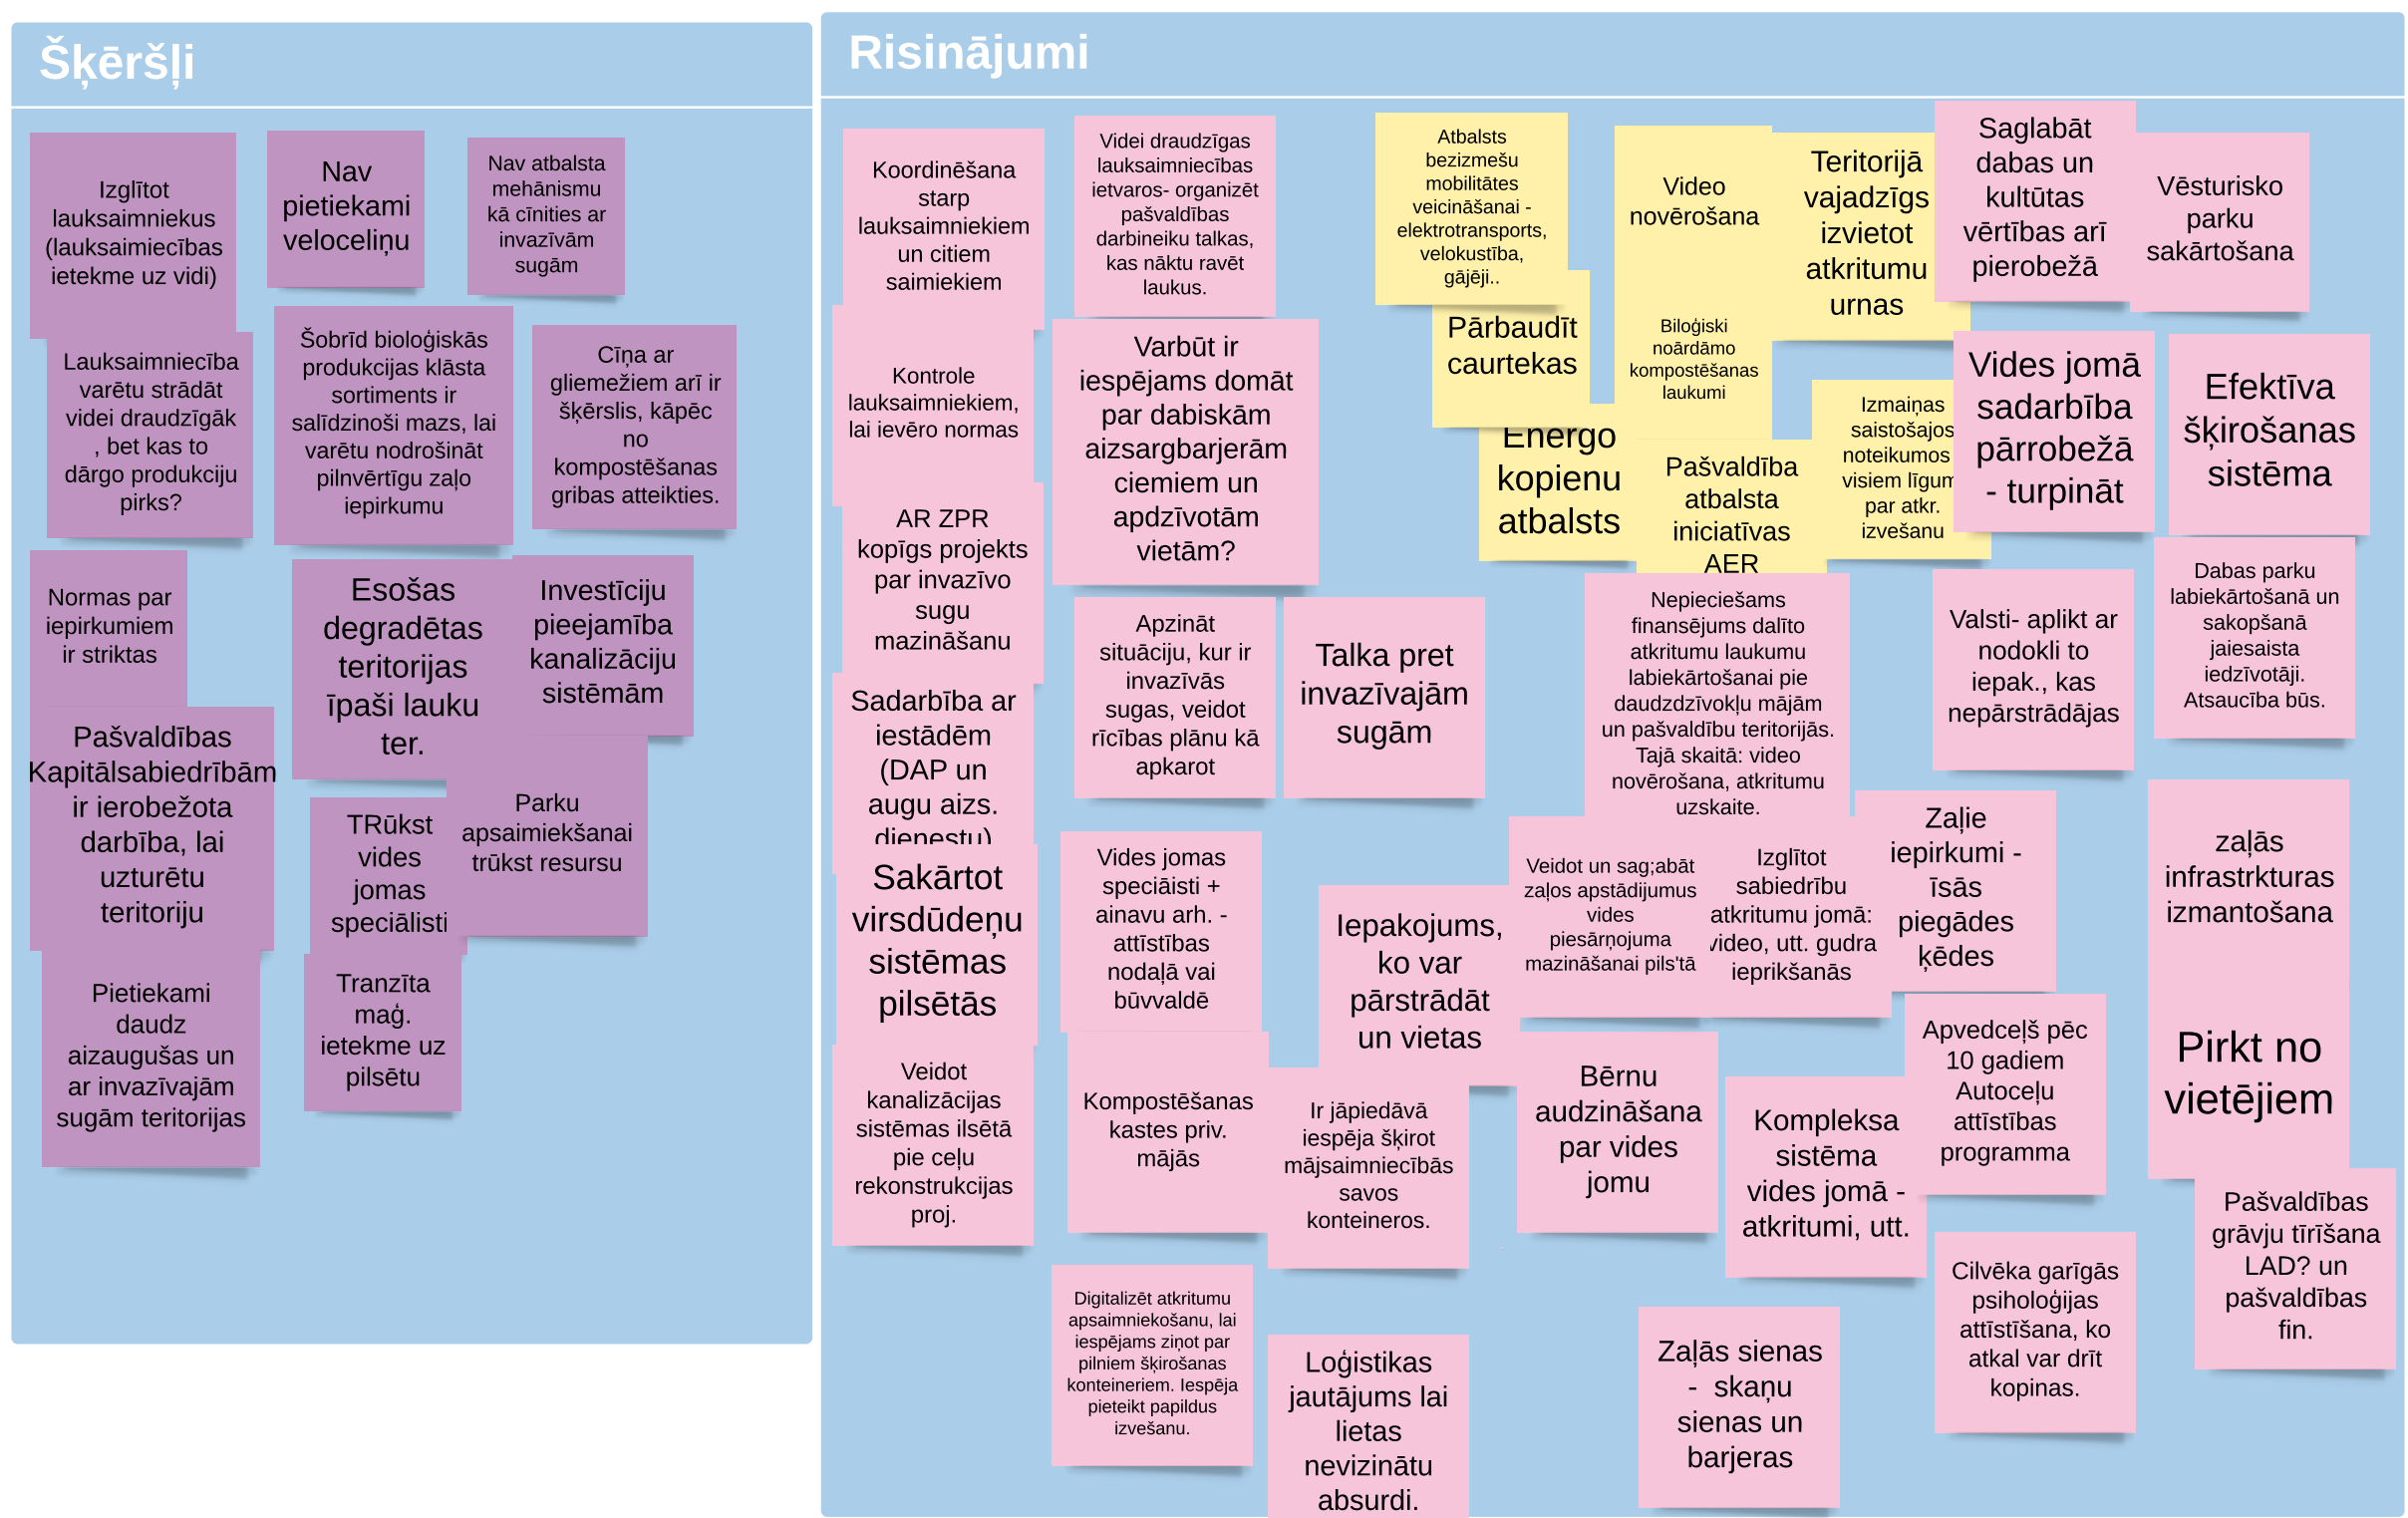 Šķēršļi
Izglītot
lauksaimniekus
(lauksaimiecības
ietekme uz vidi)
Nav
pietiekami
veloceliņu
Nav atbalsta
mehānismu
kā cīnities ar
invazīvām
sugām
Lauksaimniecība
varētu strādāt
videi draudzīgāk
, bet kas to
dārgo produkciju
pirks?
Šobrīd bioloģiskās
produkcijas klāsta
sortiments ir
salīdzinoši mazs, lai
varētu nodrošināt
pilnvērtīgu zaļo
iepirkumu
Cīņa ar
gliemežiem arī ir
šķērslis, kāpēc
no
kompostēšanas
gribas atteikties.
Normas par
iepirkumiem
ir striktas
Esošas
degradētas
teritorijas
īpaši lauku
ter.
Investīciju
pieejamība
kanalizāciju
sistēmām
Pašvaldības
Kapitālsabiedrībām
ir ierobežota
darbība, lai
uzturētu
teritoriju
TRūkst
vides
jomas
speciālisti
Parku
apsaimiekšanai
trūkst resursu
Pietiekami
daudz
aizaugušas un
ar invazīvajām
sugām teritorijas
Tranzīta
maģ.
ietekme uz
pilsētu
Risinājumi
Koordinēšana
starp
lauksaimniekiem
un citiem
saimiekiem
Videi draudzīgas
lauksaimniecības
ietvaros- organizēt
pašvaldības
darbineiku talkas,
kas nāktu ravēt
laukus.
Atbalsts
bezizmešu
mobilitātes
veicināšanai -
elektrotransports,
velokustība,
gājēji..
Video
novērošana
Teritorijā
vajadzīgs
izvietot
atkritumu
urnas
Saglabāt
dabas un
kultūtas
vērtības arī
pierobežā
Vēsturisko
parku
sakārtošana
Kontrole
lauksaimniekiem,
lai ievēro normas
Varbūt ir
iespējams domāt
par dabiskām
aizsargbarjerām
ciemiem un
apdzīvotām
vietām?
Pārbaudīt
caurtekas
Biloģiski
noārdāmo
kompostēšanas
laukumi
Energo
kopienu
atbalsts
Pašvaldība
atbalsta
iniciatīvas
AER
Izmaiņas
saistošajos
noteikumos
visiem līgum
par atkr.
izvešanu
Vides jomā
sadarbība
pārrobežā
- turpināt
Efektīva
šķirošanas
sistēma
AR ZPR
kopīgs projekts
par invazīvo
sugu
mazināšanu
Apzināt
situāciju, kur ir
invazīvās
sugas, veidot
rīcības plānu kā
apkarot
Talka pret
invazīvajām
sugām
Nepieciešams
finansējums dalīto
atkritumu laukumu
labiekārtošanai pie
daudzdzīvokļu mājām
un pašvaldību teritorijās.
Tajā skaitā: video
novērošana, atkritumu
uzskaite.
Valsti- aplikt ar
nodokli to
iepak., kas
nepārstrādājas
Dabas parku
labiekārtošanā un
sakopšanā
jaiesaista
iedzīvotāji.
Atsaucība būs.
Sadarbība ar
iestādēm
(DAP un
augu aizs.
dienestu)
Sakārtot
virsdūdeņu
sistēmas
pilsētās
Vides jomas
speciāisti +
ainavu arh. -
attīstības
nodaļā vai
būvvaldē
Iepakojums,
ko var
pārstrādāt
un vietas
Veidot un sag;abāt
zaļos apstādijumus
vides
piesārņojuma
mazināšanai pils'tā
Izglītot
sabiedrību
atkritumu jomā:
video, utt. gudra
ieprikšanās
Zaļie
iepirkumi -
īsās
piegādes
ķēdes
zaļās
infrastrkturas
izmantošana
Veidot
kanalizācijas
sistēmas ilsētā
pie ceļu
rekonstrukcijas
proj.
Kompostēšanas
kastes priv.
mājās
Ir jāpiedāvā
iespēja šķirot
mājsaimniecībās
savos
konteineros.
Bērnu
audzināšana
par vides
jomu
Kompleksa
sistēma
vides jomā -
atkritumi, utt.
Apvedceļš pēc
10 gadiem
Autoceļu
attīstības
programma
Pirkt no
vietējiem
Digitalizēt atkritumu
apsaimniekošanu, lai
iespējams ziņot par
pilniem šķirošanas
konteineriem. Iespēja
pieteikt papildus
izvešanu.
Loģistikas
jautājums lai
lietas
nevizinātu
absurdi.
Zaļās sienas
- skaņu
sienas un
barjeras
Cilvēka garīgās
psiholoģijas
attīstīšana, ko
atkal var drīt
kopinas.
Pašvaldības
grāvju tīrīšana
LAD? un
pašvaldības
fin.